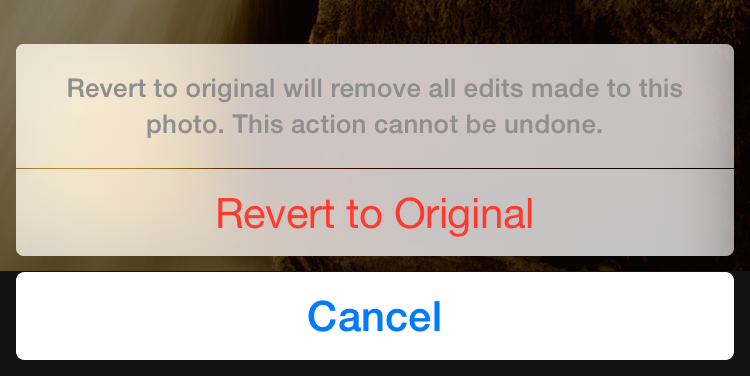 Revert to original will remove all edits made to this
photo. This action cannot be undone.
Revert to Original
Cancel